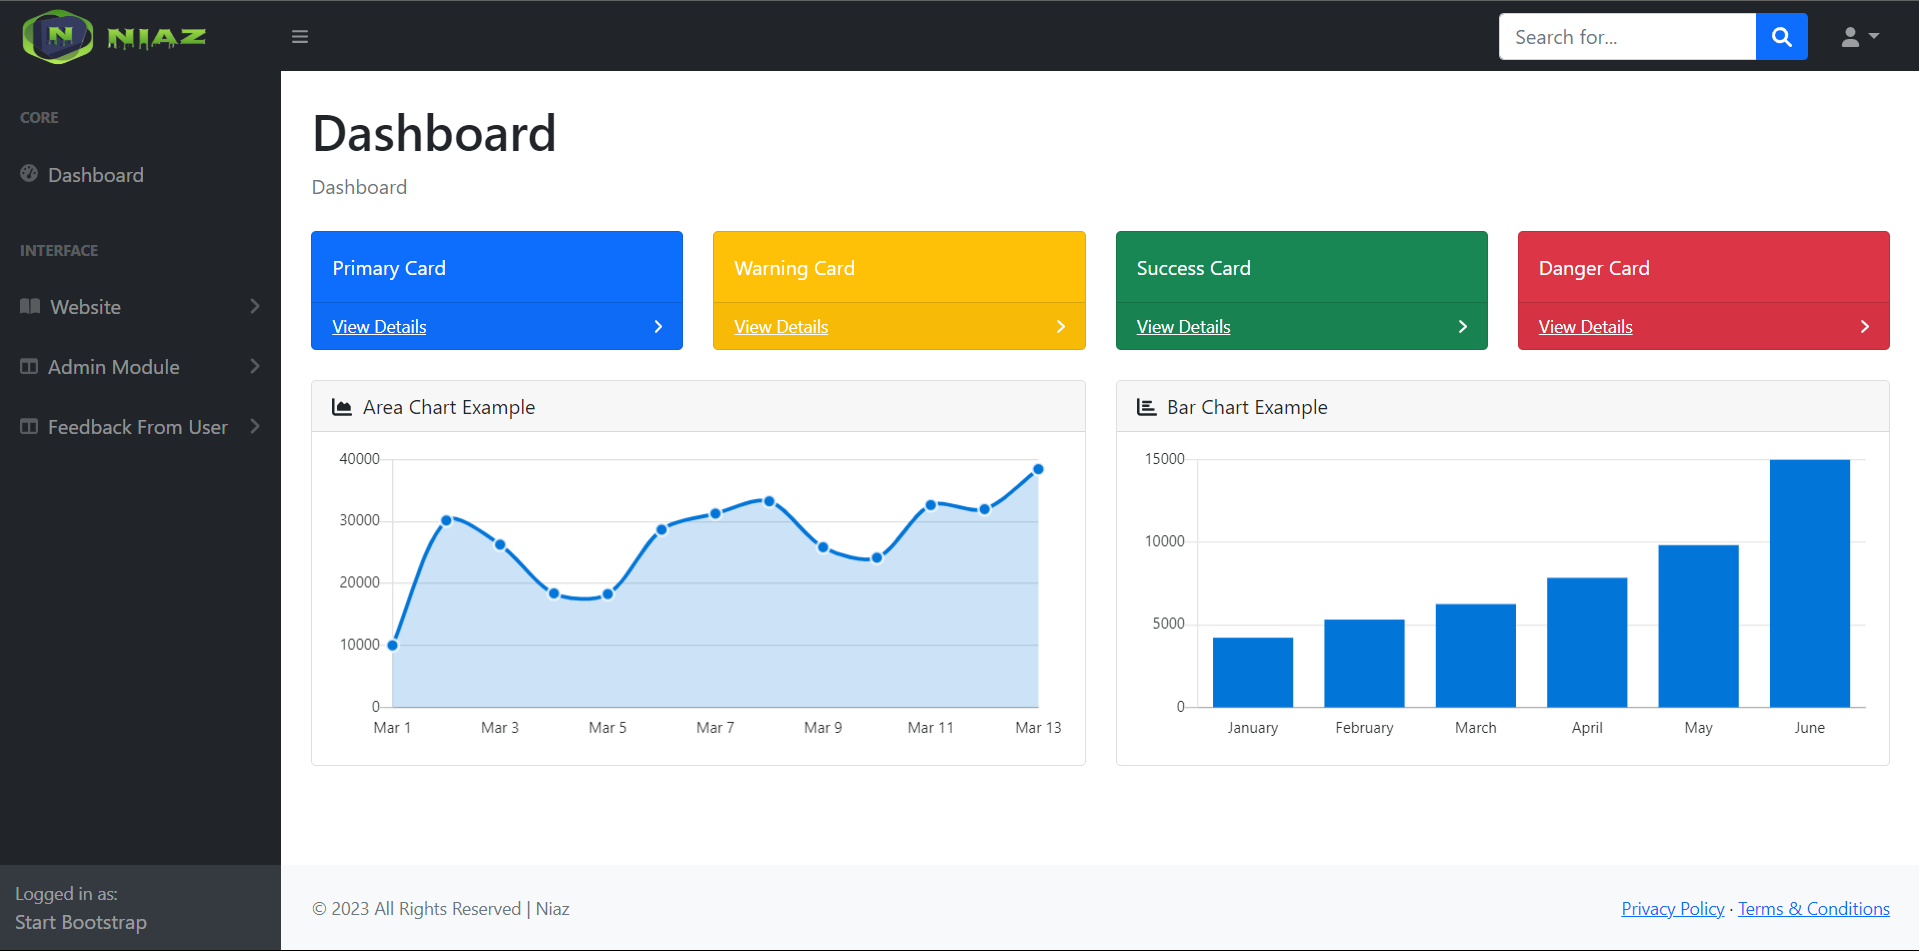 N NIAZ
Search for...
CORE
Dashboard
INTERFACE
Website
Admin Module
Feedback From User
Logged in as:
Start Bootstrap
Dashboard
Dashboard
Primary Card
View Details
Warning Card
View Details
Success Card
View Details
Danger Card
View Details
Area Chart Example
40000
30000
20000
10000
0
Mar 1 Mar 3 Mar 5 Mar 7 Mar 9 Mar 11 Mar 13
Bar Chart Example
15000
10000
5000
0
January February March April May June
© 2023 All Rights Reserved | Niaz
Privacy Policy · Terms & Conditions